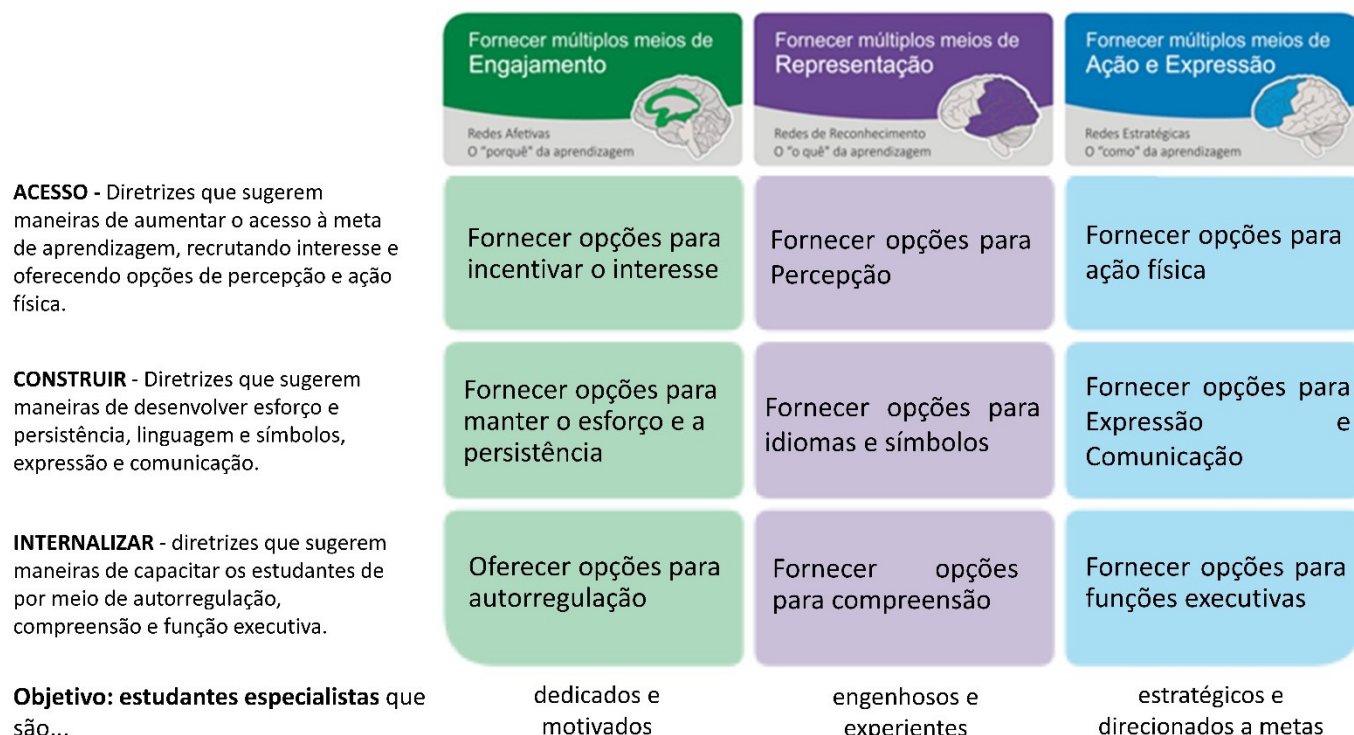 Fornecer múltiplos meios de
Engajamento
Redes Afetivas
O "porquê" da aprendizagem
Fornecer múltiplos meios de
Representação
Redes de Reconhecimento
O "o quê" da aprendizagem
Fornecer múltiplos meios de
Ação e Expressão
Redes Estratégicas
O "como" da aprendizagem
ACESSO - Diretrizes que sugerem
maneiras de aumentar o acesso à meta
de aprendizagem, recrutando interesse e
oferecendo opções de percepção e ação
física.
Fornecer opções para
incentivar o interesse
Fornecer opções para
Percepção
Fornecer opções para
ação física
CONSTRUIR - Diretrizes que sugerem
maneiras de desenvolver esforço e
persistência, linguagem e símbolos,
expressão e comunicação.
Fornecer opções para
manter o esforço e a
persistência
Fornecer opções para
idiomas e símbolos
Fornecer opções para
Expressão e
Comunicação
INTERNALIZAR - diretrizes que sugerem
maneiras de capacitar os estudantes de
por meio de autorregulação,
compreensão e função executiva.
Oferecer opções para
autorregulação
Fornecer opções
para compreensão
Fornecer opções para
funções executivas
Objetivo: estudantes especialistas que
são...
dedicados e
motivados
engenhosos e
experientes
estratégicos e
direcionados a metas